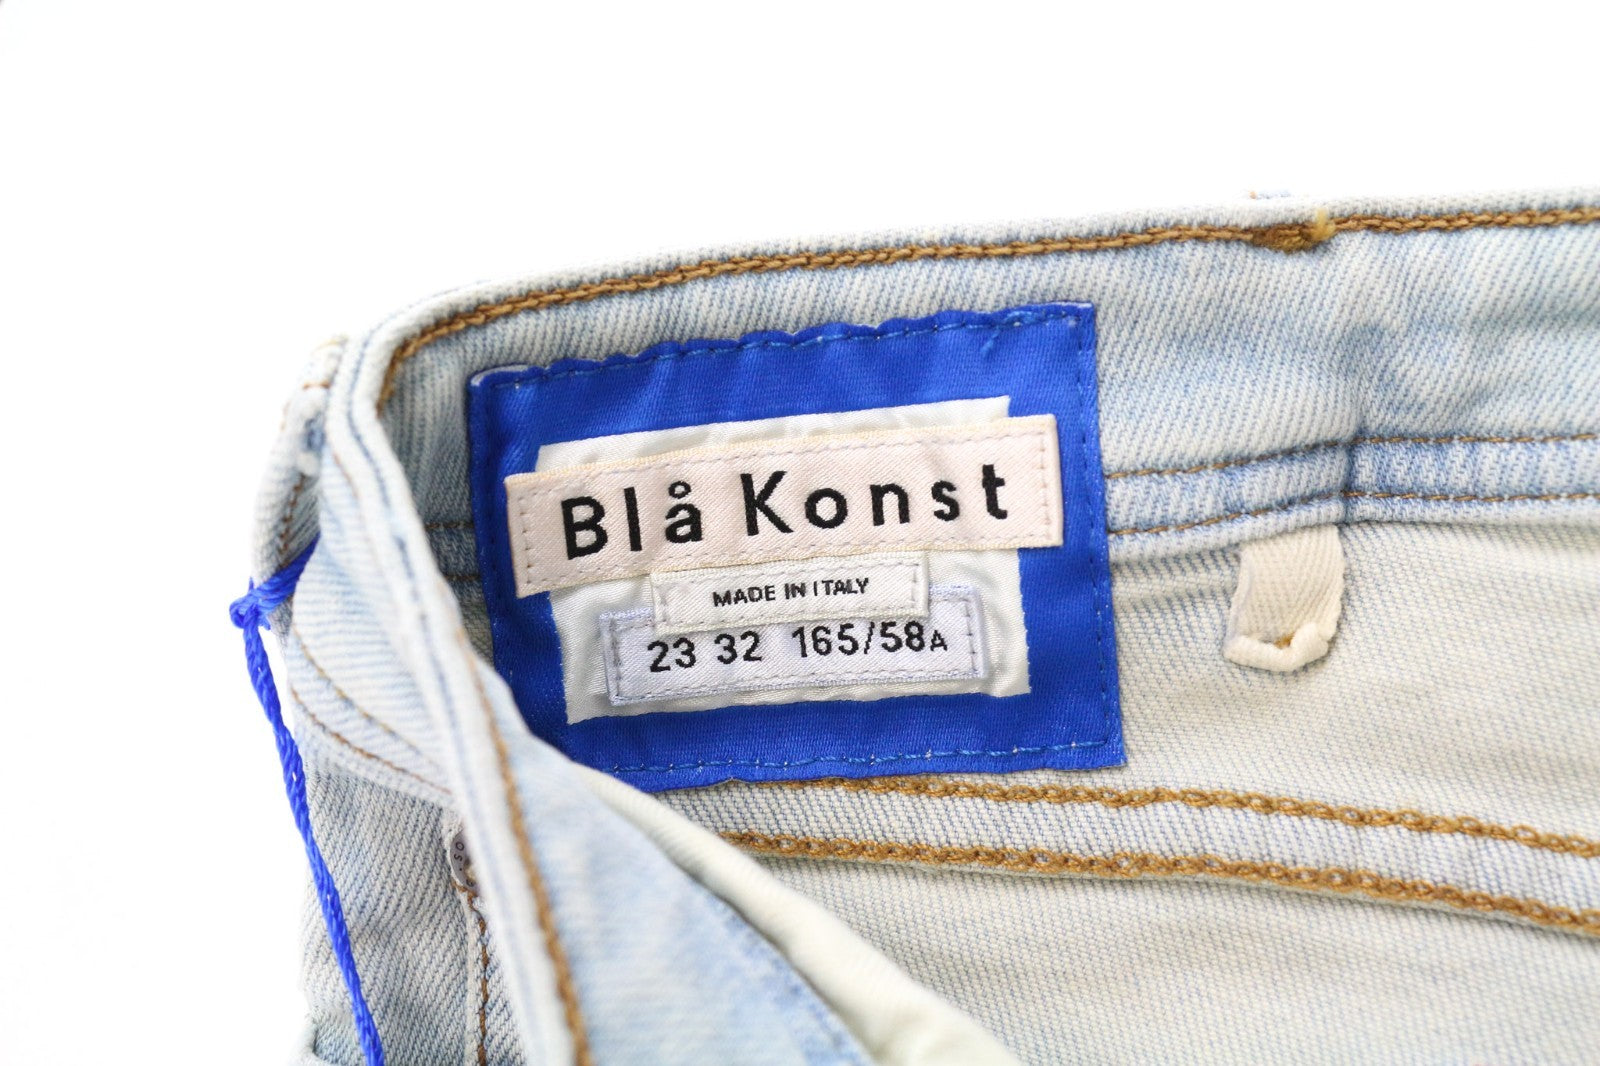 Blå Konst
MADE IN ITALY
23 32 165/58A